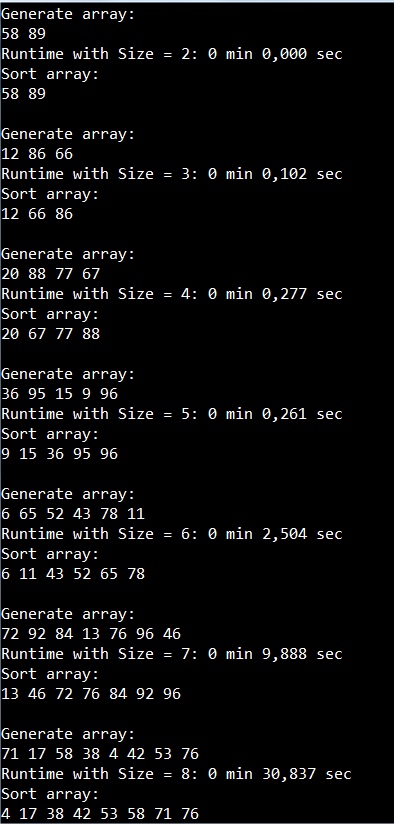 Generate array:
58 89
Runtime with Size = 2: 0 min 0,000 sec
Sort array:
58 89
Generate array:
12 86 66
Runtime with Size = 3: 0 min 0,102 sec
Sort array:
12 66 86
Generate array:
20 88 77 67
Runtime with Size = 4: 0 min 0,277 sec
Sort array:
20 67 77 88
Generate array:
36 95 15 9 96
Runtime with Size = 5: 0 min 0,261 sec
Sort array:
9 15 36 95 96
Generate array:
6 65 52 43 78 11
Runtime with Size = 6: 0 min 2,504 sec
Sort array:
6 11 43 52 65 78
Generate array:
72 92 84 13 76 96 46
Runtime with Size = 7: 0 min 9,888 sec
Sort array:
13 46 72 76 84 92 96
Generate array:
71 17 58 38 4 42 53 76
Runtime with Size = 8: 0 min 30,837 sec
Sort array:
4 17 38 42 53 58 71 76